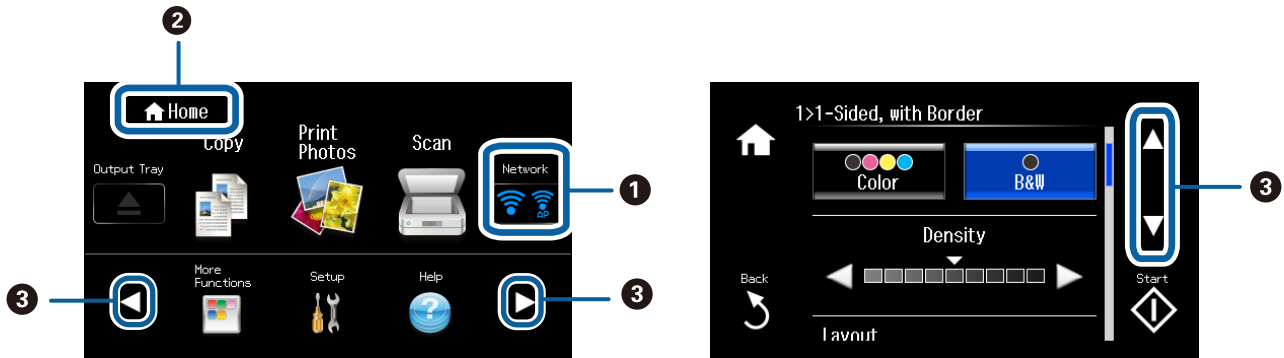 2
Home
1>1-Sided, with Border
Copy
Print
Photos
Scan
Output Tray
Network
AP
1
Color
B&W
3
Density
More
Functions
Setup
Help
3
3
Back
Start
Layout